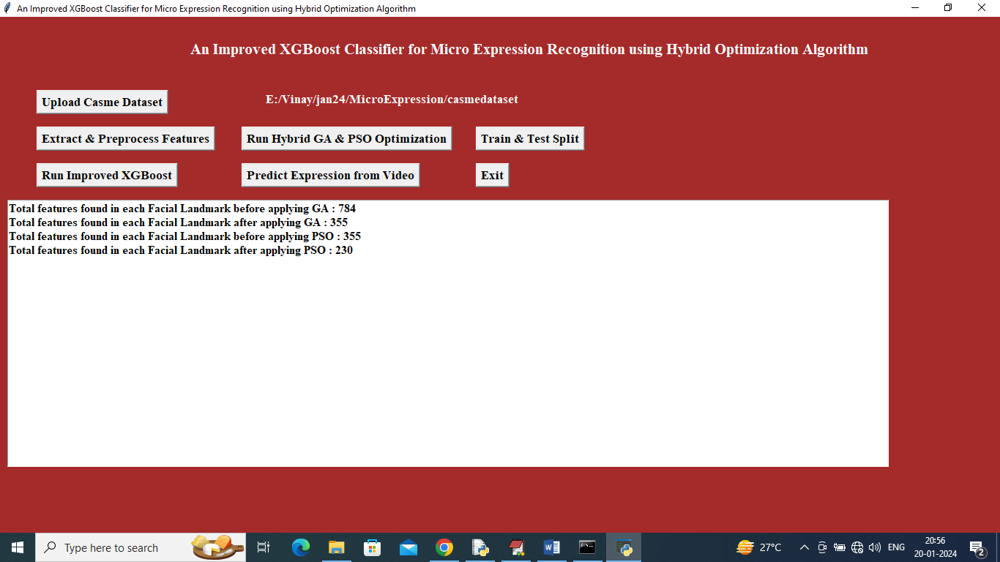 An Improved XGBoost Classifier for Micro Expression Recognition using Hybrid Optimization Algorithm
An Improved XGBoost Classifier for Micro Expression Recognition using Hybrid Optimization Algorithm
Upload Casme Dataset
E:/Vinay/jan24/MicroExpression/casmedataset
Extract & Preprocess Features
Run Hybrid GA & PSO Optimization
Train & Test Split
Run Improved XGBoost
Predict Expression from Video
Exit
Total features found in each Facial Landmark before applying GA : 784
Total features found in each Facial Landmark after applying GA : 355
Total features found in each Facial Landmark before applying PSO : 355
Total features found in each Facial Landmark after applying PSO : 230
Type here to search
27°C
ENG
20:56
20-01-2024
2